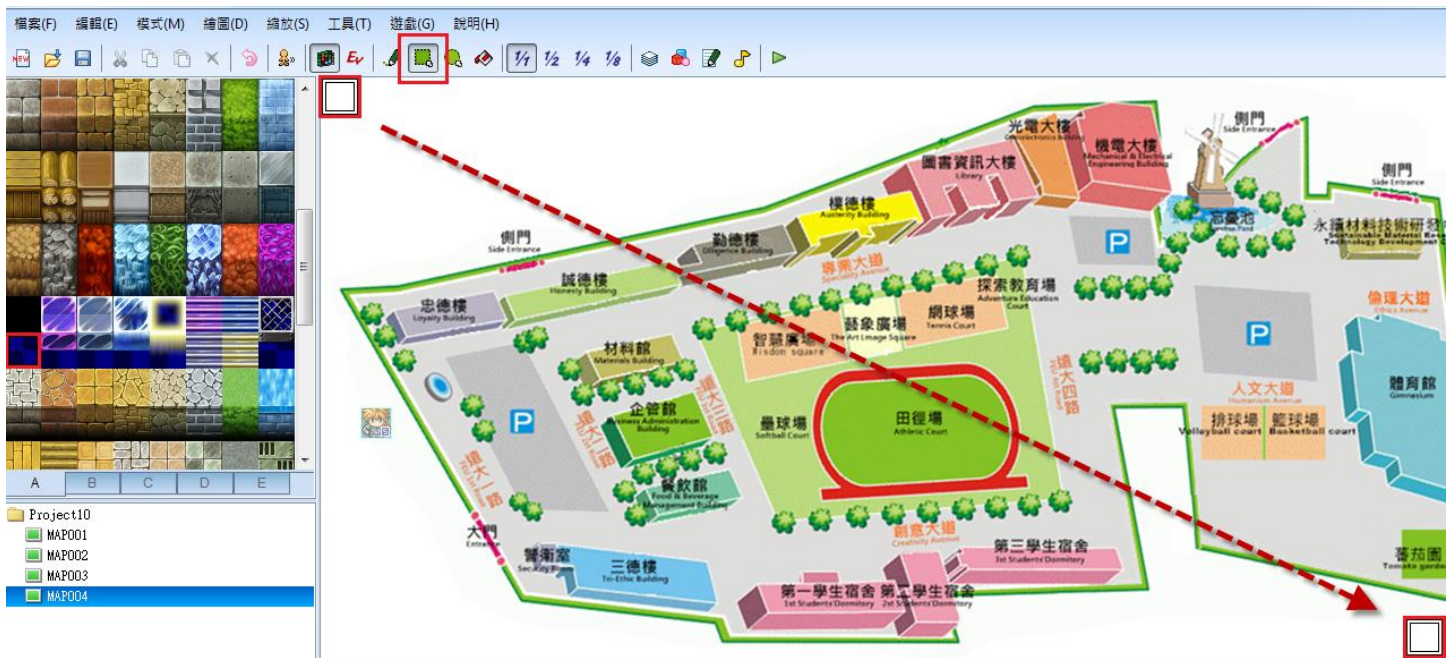 檔案(F) 編輯(E) 模式(M) 繪圖(D) 縮放(S) 工具(T) 遊戲(G) 說明(H)
NEW
EV 1/1 1/2 1/4 1/8
A B C D E
Project10
MAP001
MAP002
MAP003
MAP004
光電大樓
機電大樓
Mechanical & Electrical
Engineering Building
側門
Side Entrance
圖書資訊大樓
Library
側門
Side Entrance
樸德樓
Austerity Building
忘憂池
永續材料技術研發
Technology Development
側門
Side Entrance
勤德樓
Diligence Building
專業大道
Speciality Avenue
P
誠德樓
Honesty Building
探索教育場
Adventure Education
Court
忠德樓
Loyalty Building
網球場
Tennis Court
藝象廣場
The Art Image Square
智慧廣場
Wisdon square
倫理大道
Ethics Avenue
P
材料館
Materials Building
遠大四路
體育館
Gimnasium
人文大道
Humanism Avenue
企管館
Business Administration
Building
遠大三路
壘球場
Softball Court
田徑場
Athletic Court
排球場
Volleyball court
籃球場
Basketball court
P
遠大二路
遠大一路
餐飲館
Food & Beverage
Management Building
大門
Entrance
創意大道
Creativity Avenue
警衛室
三德樓
Tri-Ethic Building
第三學生宿舍
3st Students'Dormitory
蕃茄園
Tomato garden
第一學生宿舍
1st Students'Dormitory
第二學生宿舍
2st Students'Dormitory